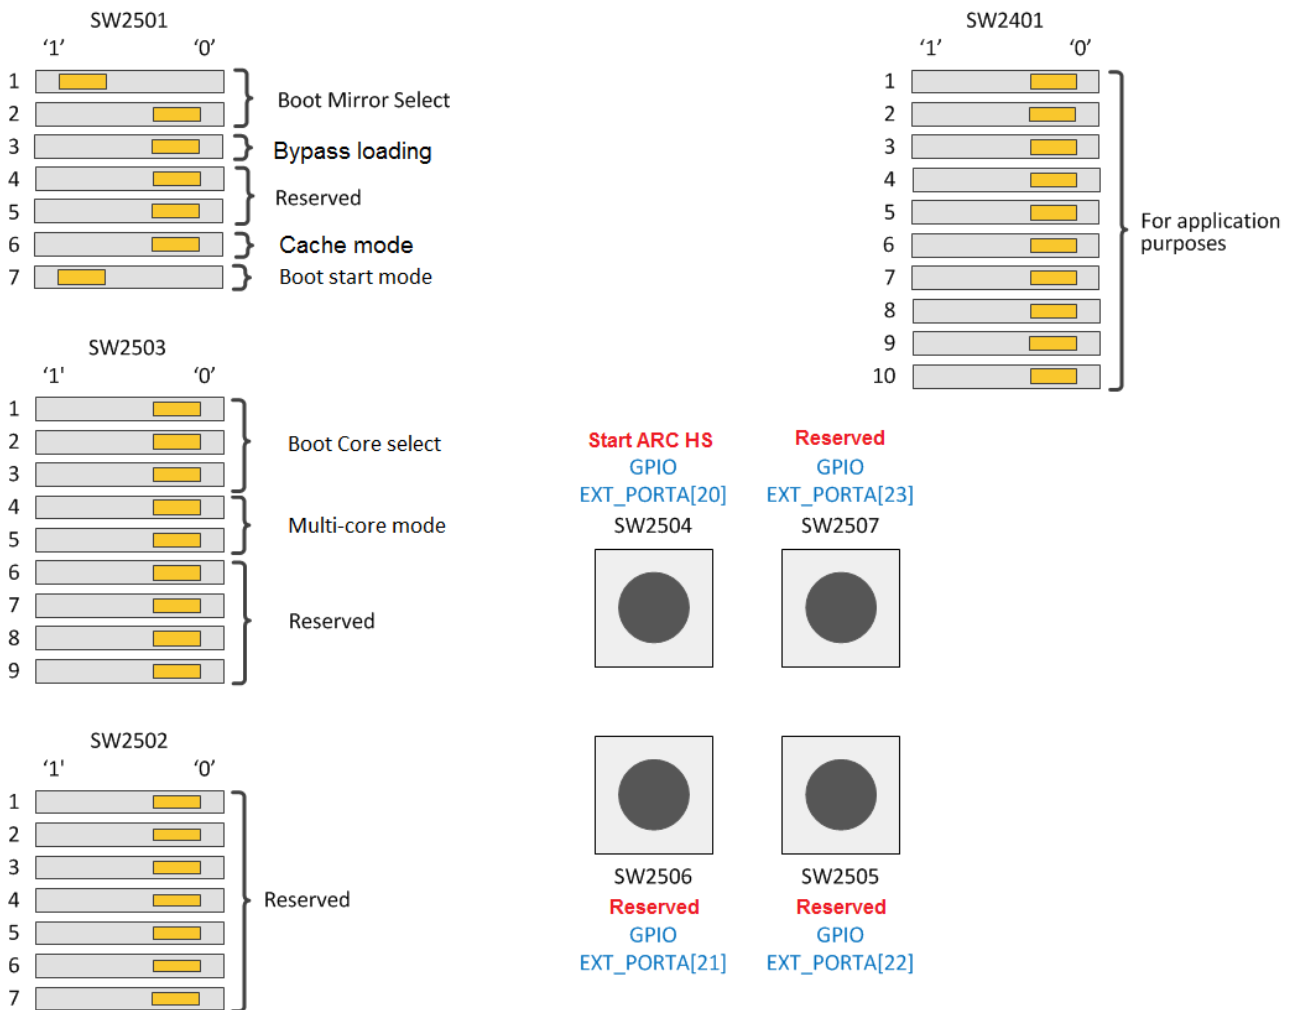 SW2501
‘1’ ‘0’
1
2
Boot Mirror Select
3
Bypass loading
4
5
Reserved
6
Cache mode
7
Boot start mode
SW2401
‘1’ ‘0’
1
2
3
4
5
6
7
8
9
10
For application
purposes
SW2503
'1' ‘0’
1
2
3
Boot Core select
4
5
Multi-core mode
6
7
8
9
Reserved
Start ARC HS
GPIO
EXT_PORTA[20]
SW2504
Reserved
GPIO
EXT_PORTA[23]
SW2507
SW2502
'1' ‘0’
1
2
3
4
5
6
7
Reserved
SW2506
Reserved
GPIO
EXT_PORTA[21]
SW2505
Reserved
GPIO
EXT_PORTA[22]